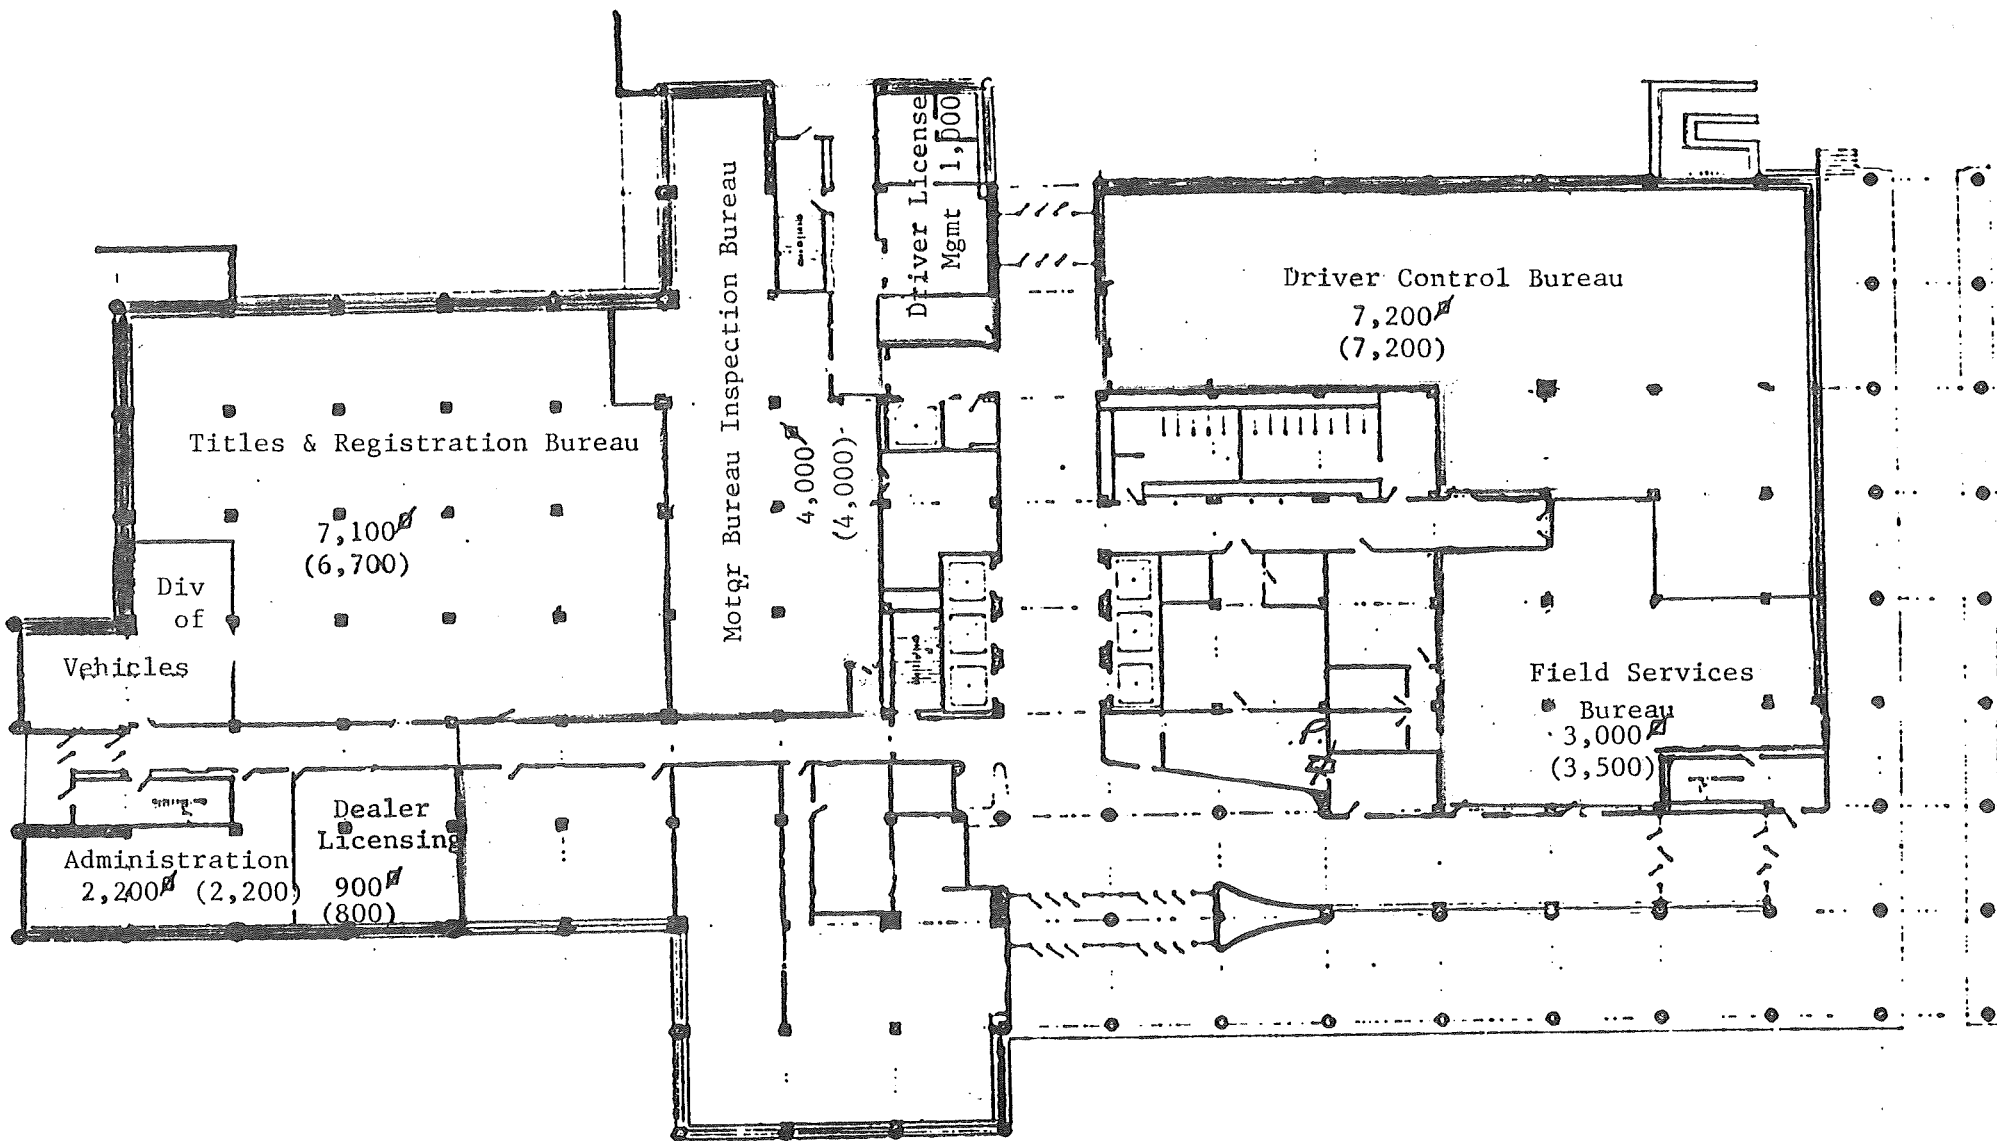 Driver License
Mgmt 1,000
Motor Bureau Inspection Bureau
4,000
(4,000)
Driver Control Bureau
7,200
(7,200)
Titles & Registration Bureau
7,100
(6,700)
Div
of
Vehicles
Field Services
Bureau
3,000
(3,500)
Dealer
Licensing
900
(800)
Administration
2,200 (2,200)